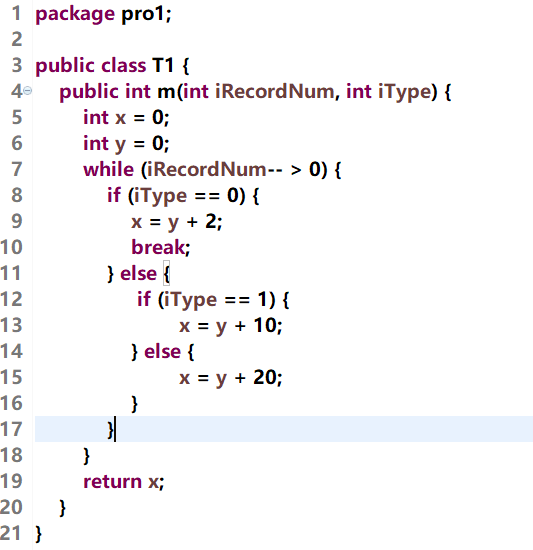 1 package pro1;
2
3 public class T1 {
4 public int m(int iRecordNum, int iType) {
5 int x = 0;
6 int y = 0;
7 while (iRecordNum-- > 0) {
8 if (iType == 0) {
9 x = y + 2;
10 break;
11 } else {
12 if (iType == 1) {
13 x = y + 10;
14 } else {
15 x = y + 20;
16 }
17 }
18 }
19 return x;
20 }
21 }